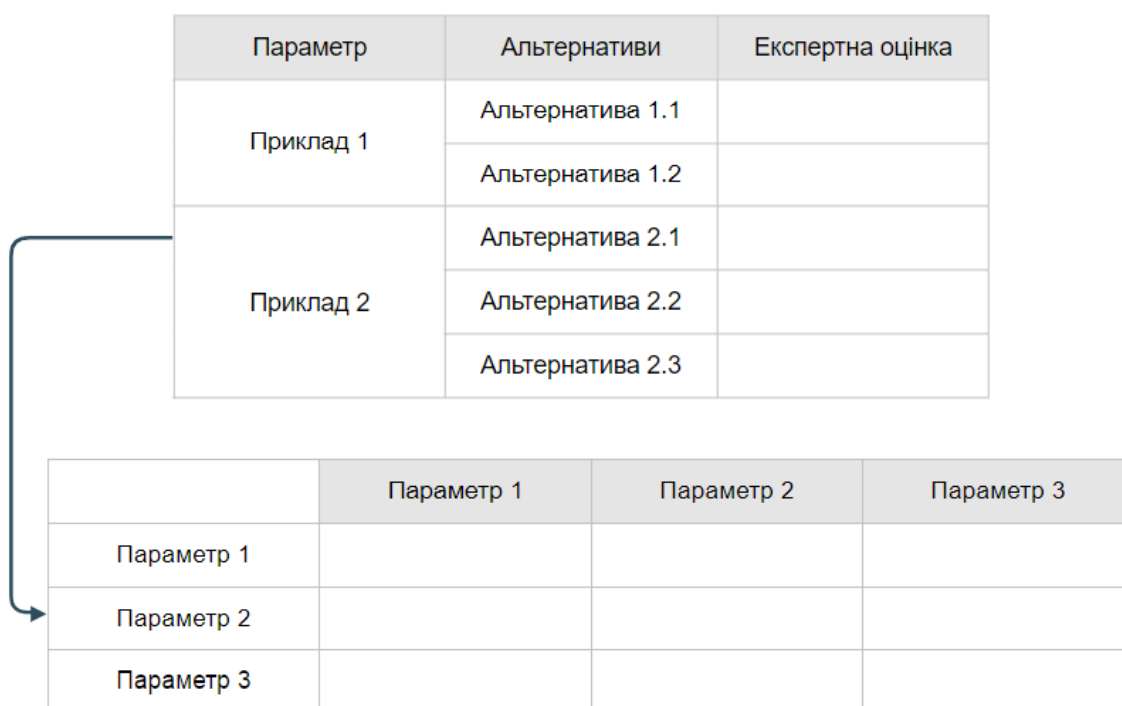 Параметр Альтернативи Експертна оцінка
Альтернатива 1.1
Приклад 1
Альтернатива 1.2
Альтернатива 2.1
Приклад 2 Альтернатива 2.2
Альтернатива 2.3
Параметр 1 Параметр 2 Параметр 3
Параметр 1
Параметр 2
Параметр 3